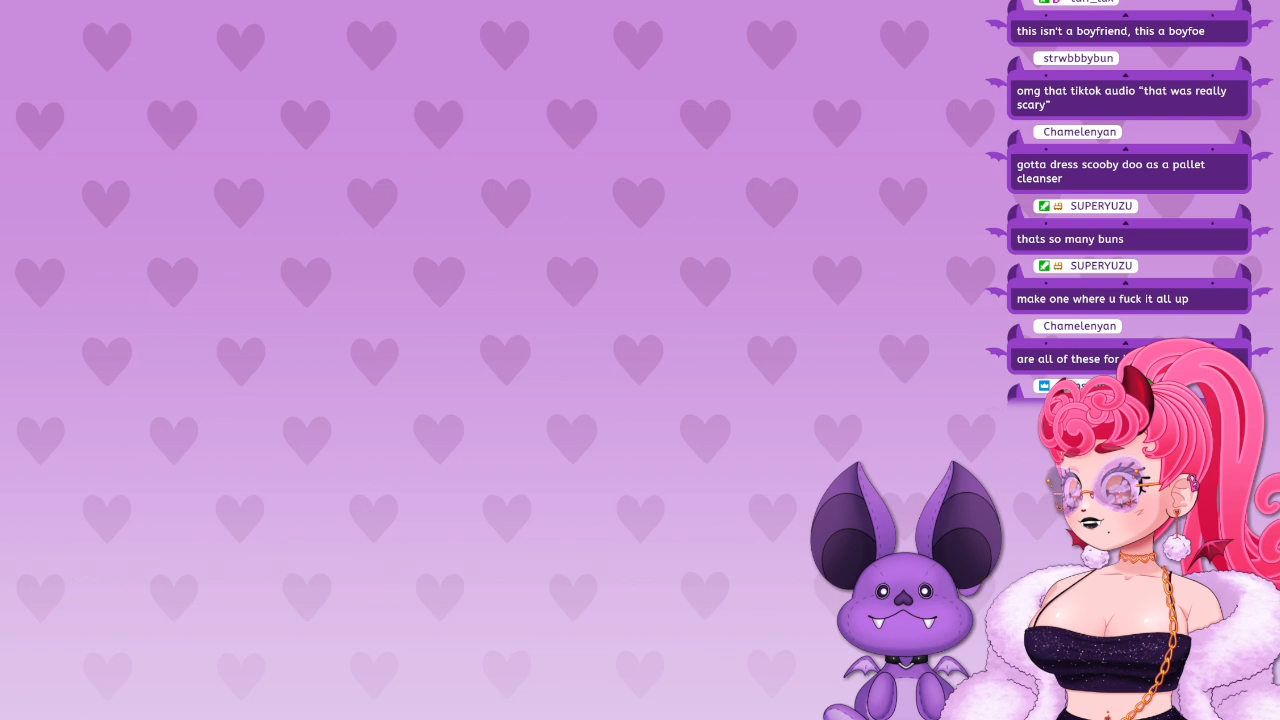 this isn't a boyfriend, this a boyfoe
strwbbbybun
omg that tiktok audio “that was really
scary”
Chamelenyan
gotta dress scooby doo as a pallet
cleanser
SUPERYUZU
thats so many buns
SUPERYUZU
make one where u fuck it all up
Chamelenyan
are all of these for